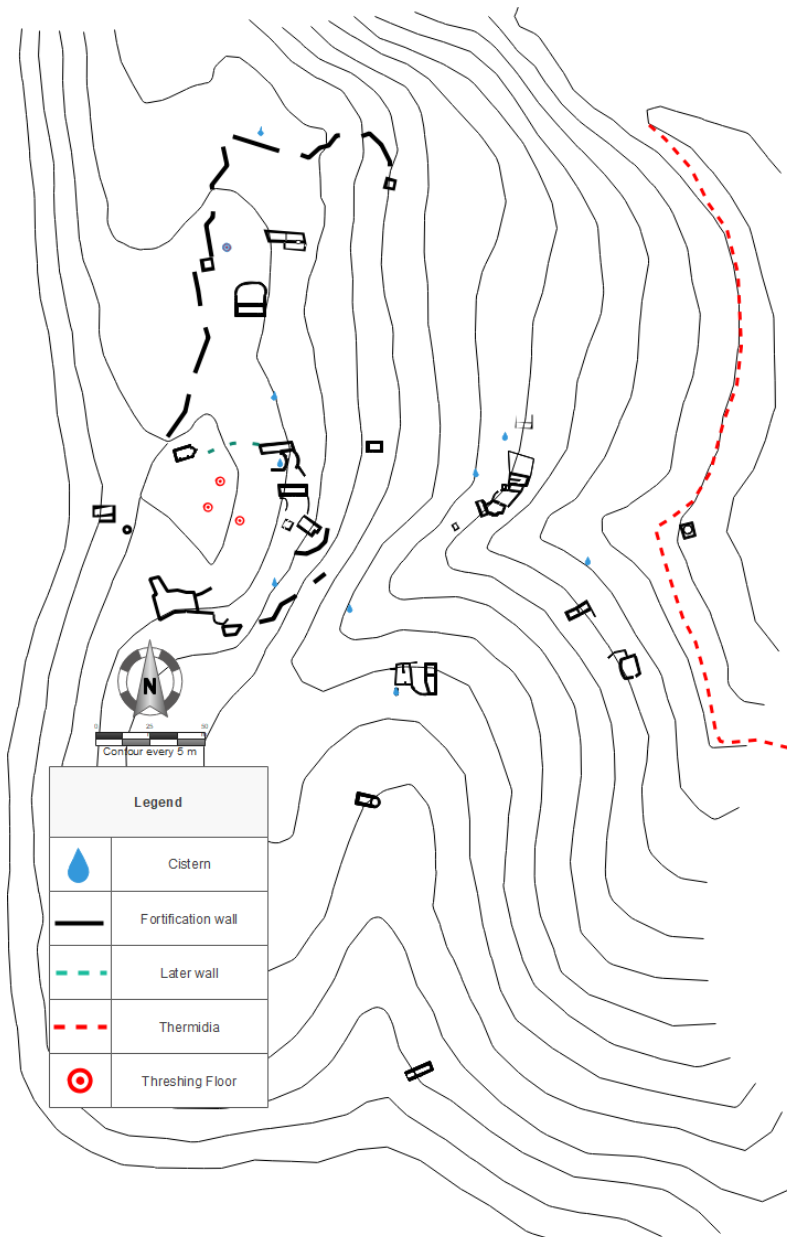 N
0 25 50
Contour every 5 m
Legend
Cistern
Fortification wall
Later wall
Thermidia
Threshing Floor